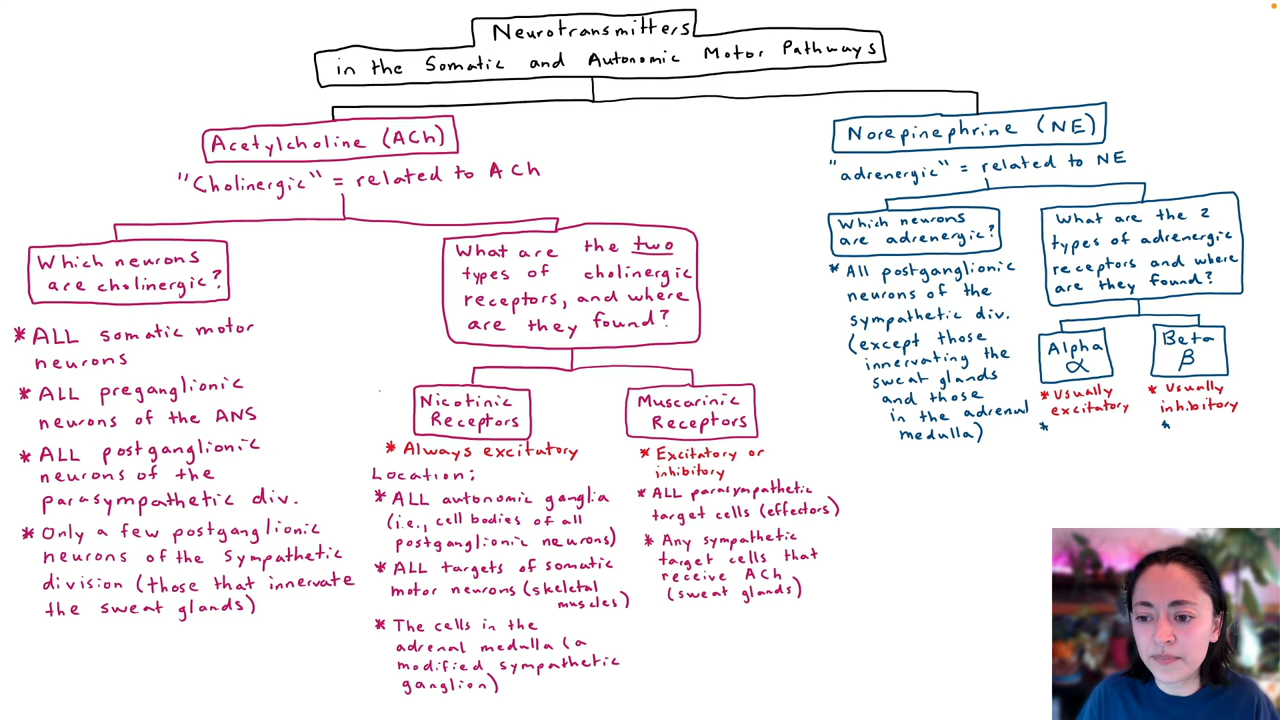 Neurotransmitters
in the Somatic and Autonomic Motor Pathways
Acetylcholine (ACh)
"Cholinergic" = related to ACh
Which neurons
are cholinergic?
* ALL somatic motor
neurons
* ALL preganglionic
neurons of the ANS
* ALL postganglionic
neurons of the
parasympathetic div.
* Only a few postganglionic
neurons of the sympathetic
division (those that innervate
the sweat glands)
What are the two
types of cholinergic
receptors, and where
are they found?
Nicotinic
Receptors
* Always excitatory
Location:
* ALL autonomic ganglia
(i.e., cell bodies of all
postganglionic neurons)
* ALL targets of somatic
motor neurons (skeletal
muscles)
* The cells in the
adrenal medulla (a
modified sympathetic
ganglion)
Muscarinic
Receptors
* Excitatory or
inhibitory
* ALL parasympathetic
target cells (effectors)
* Any sympathetic
target cells that
receive ACh
(sweat glands)
Norepinephrine (NE)
"adrenergic" = related to NE
Which neurons
are adrenergic?
* All postganglionic
neurons of the
sympathetic div.
(except those
innervating the
sweat glands
and those
in the adrenal
medulla)
What are the 2
types of adrenergic
receptors and where
are they found?
Alpha
α
* Usually
excitatory
*
Beta
β
* Usually
inhibitory
*